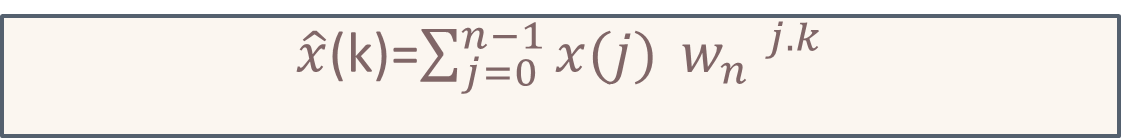 x̂(k)=∑_{j=0}^{n−1} x(j) w_n^{j.k}